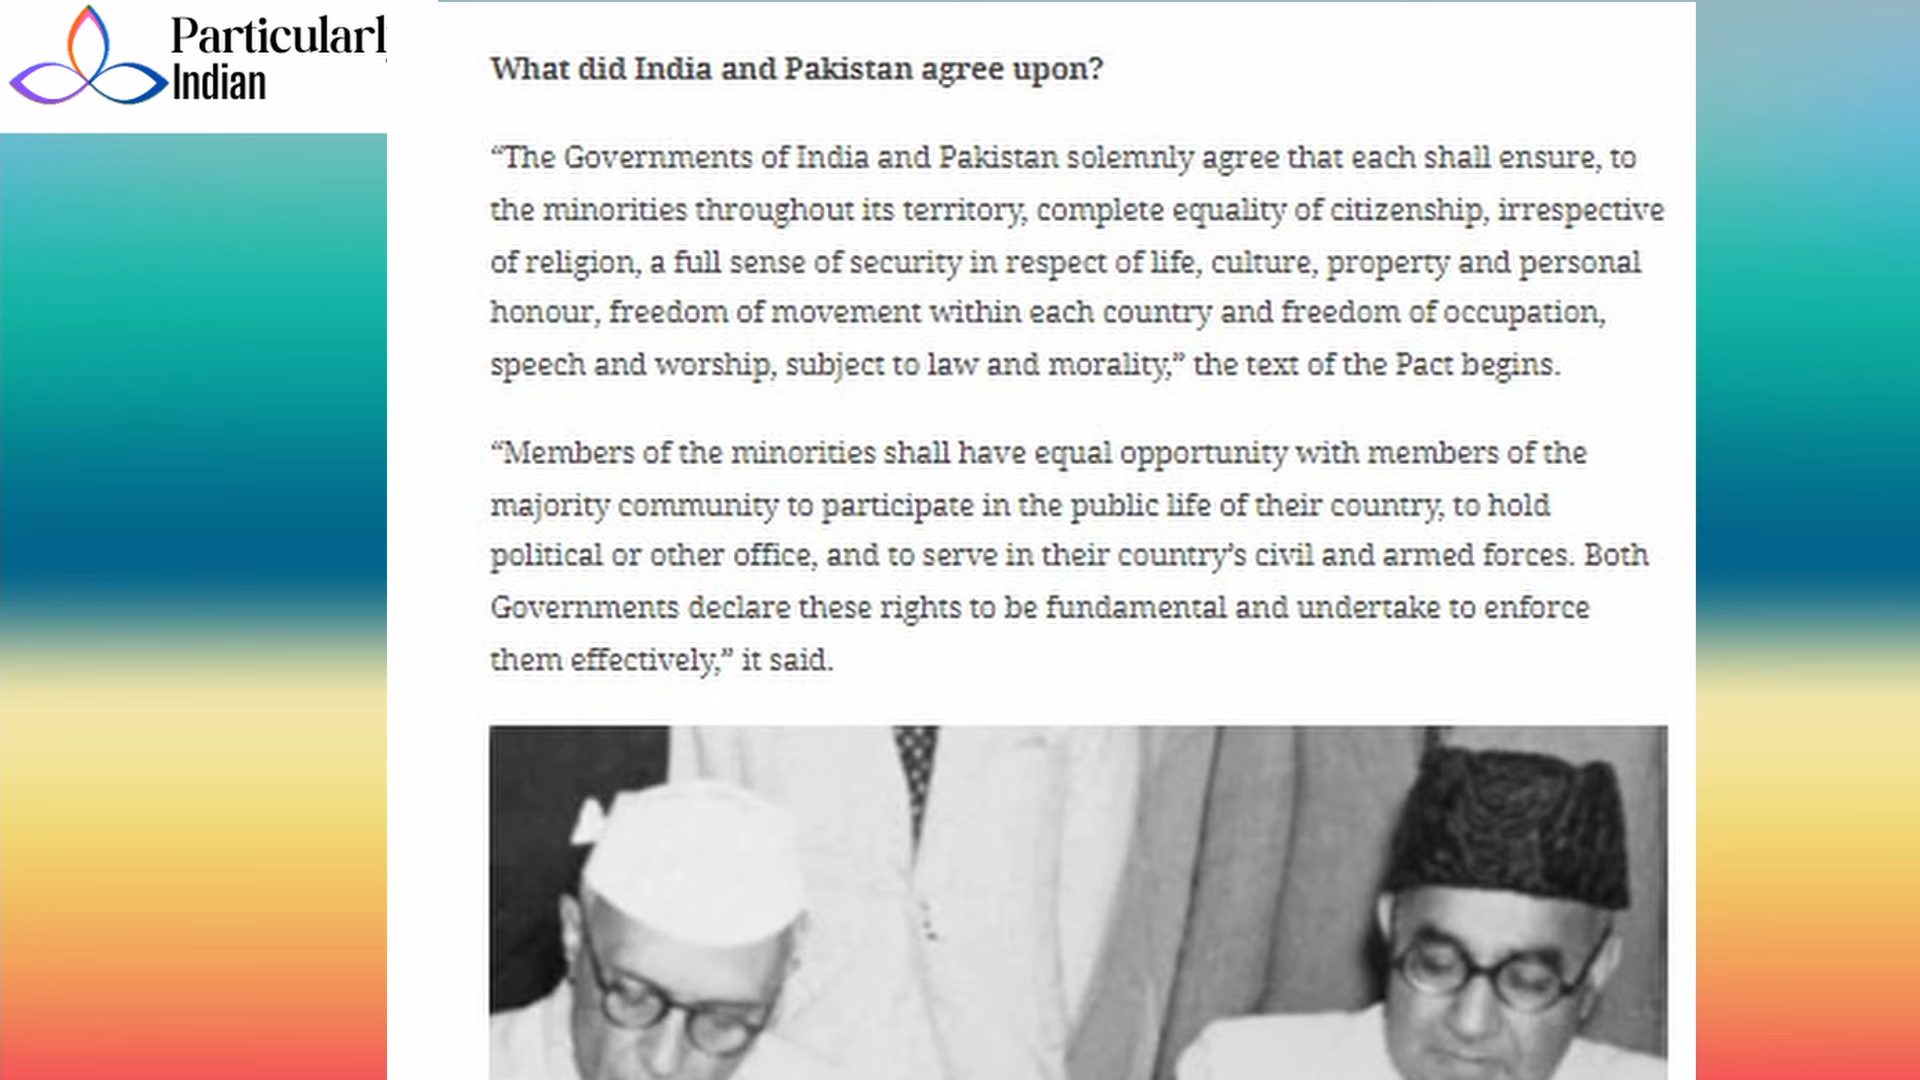 Particularl
Indian
What did India and Pakistan agree upon?
“The Governments of India and Pakistan solemnly agree that each shall ensure, to
the minorities throughout its territory, complete equality of citizenship, irrespective
of religion, a full sense of security in respect of life, culture, property and personal
honour, freedom of movement within each country and freedom of occupation,
speech and worship, subject to law and morality,” the text of the Pact begins.
“Members of the minorities shall have equal opportunity with members of the
majority community to participate in the public life of their country, to hold
political or other office, and to serve in their country’s civil and armed forces. Both
Governments declare these rights to be fundamental and undertake to enforce
them effectively,” it said.